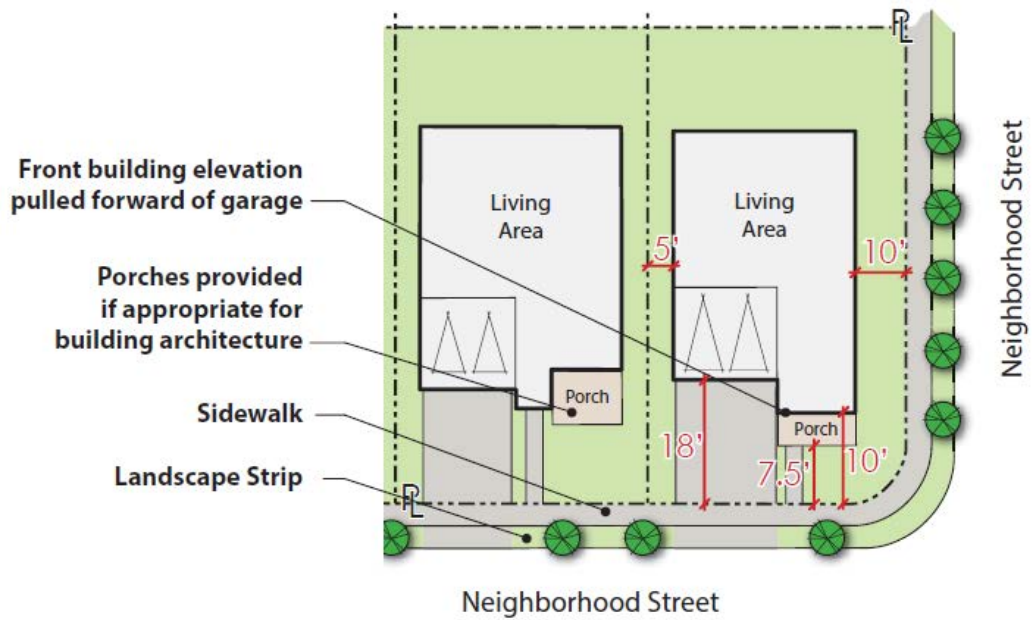 PL
Front building elevation
pulled forward of garage
Living
Area
Living
Area
5’
10’
Porches provided
if appropriate for
building architecture
Porch
Porch
Sidewalk
18’
7.5’
10’
Landscape Strip
PL
Neighborhood Street
Neighborhood Street